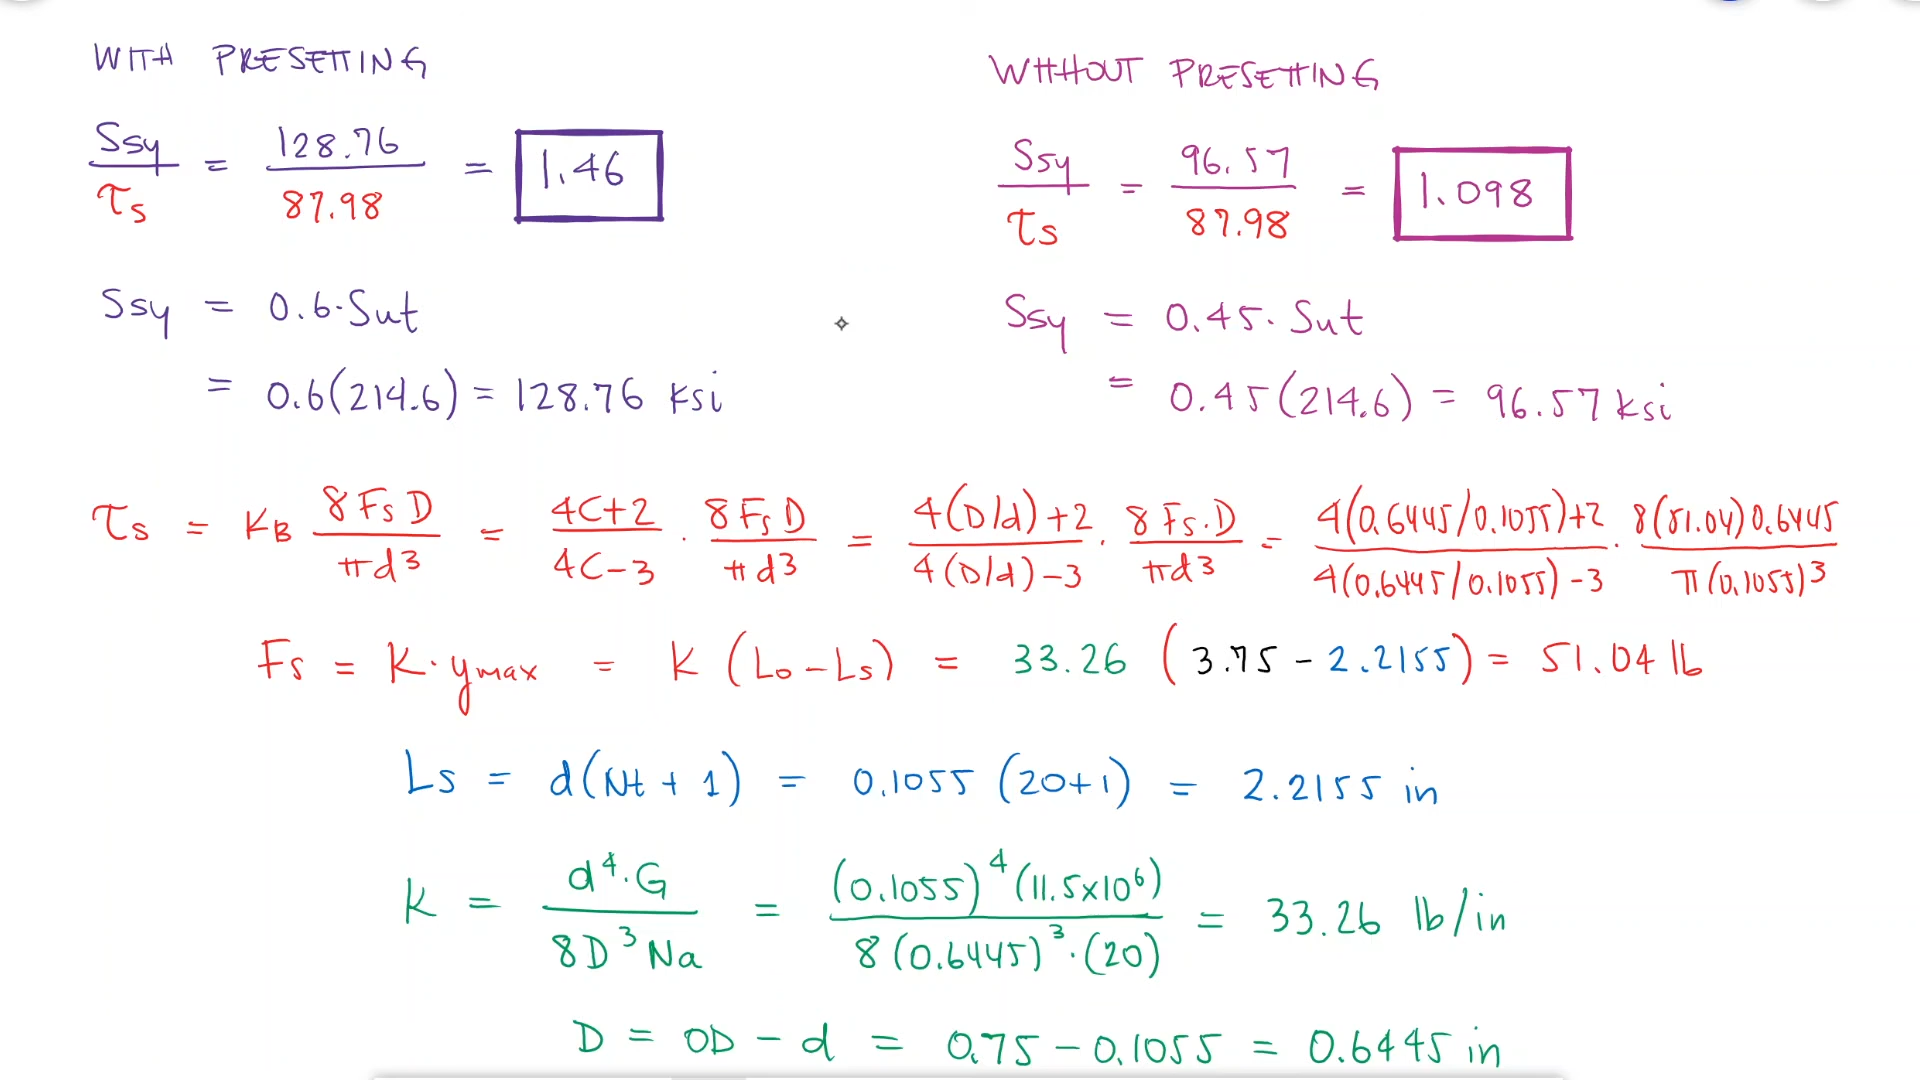 WITH PRESETTING
Ssy/τs = 128.76/87.98 = 1.46
Ssy = 0.6·Sut
= 0.6(214.6) = 128.76 ksi
WITHOUT PRESETTING
Ssy/τs = 96.57/87.98 = 1.098
Ssy = 0.45·Sut
= 0.45(214.6) = 96.57 ksi
τs = KB 8FsD/πd³ = (4C+2)/(4C-3) · 8FsD/πd³ = (4(D/d)+2)/(4(D/d)-3) · 8Fs·D/πd³ = (4(0.6445/0.1055)+2)/(4(0.6445/0.1055)-3) · 8(51.04)0.6445/π(0.1055)³
Fs = K·ymax = K (Lo-Ls) = 33.26 (3.75 - 2.2155) = 51.04 lb
Ls = d(Nt + 1) = 0.1055 (20+1) = 2.2155 in
K = d⁴·G/8D³Na = (0.1055)⁴(11.5x10⁶)/8(0.6445)³·(20) = 33.26 lb/in
D = OD - d = 0.75 - 0.1055 = 0.6445 in